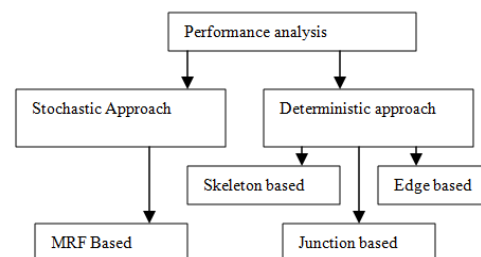 Performance analysis
Stochastic Approach
Deterministic approach
Skeleton based
Edge based
MRF Based
Junction based